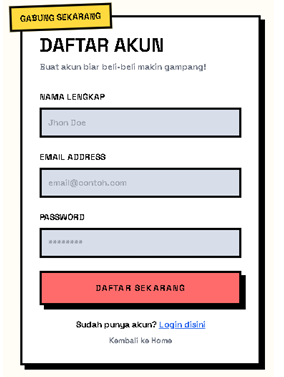 GABUNG SEKARANG
DAFTAR AKUN
Buat akun biar beli-beli makin gampang!
NAMA LENGKAP
Jhon Doe
EMAIL ADDRESS
email@contoh.com
PASSWORD
********
DAFTAR SEKARANG
Sudah punya akun? Login disini
Kembali ke Home